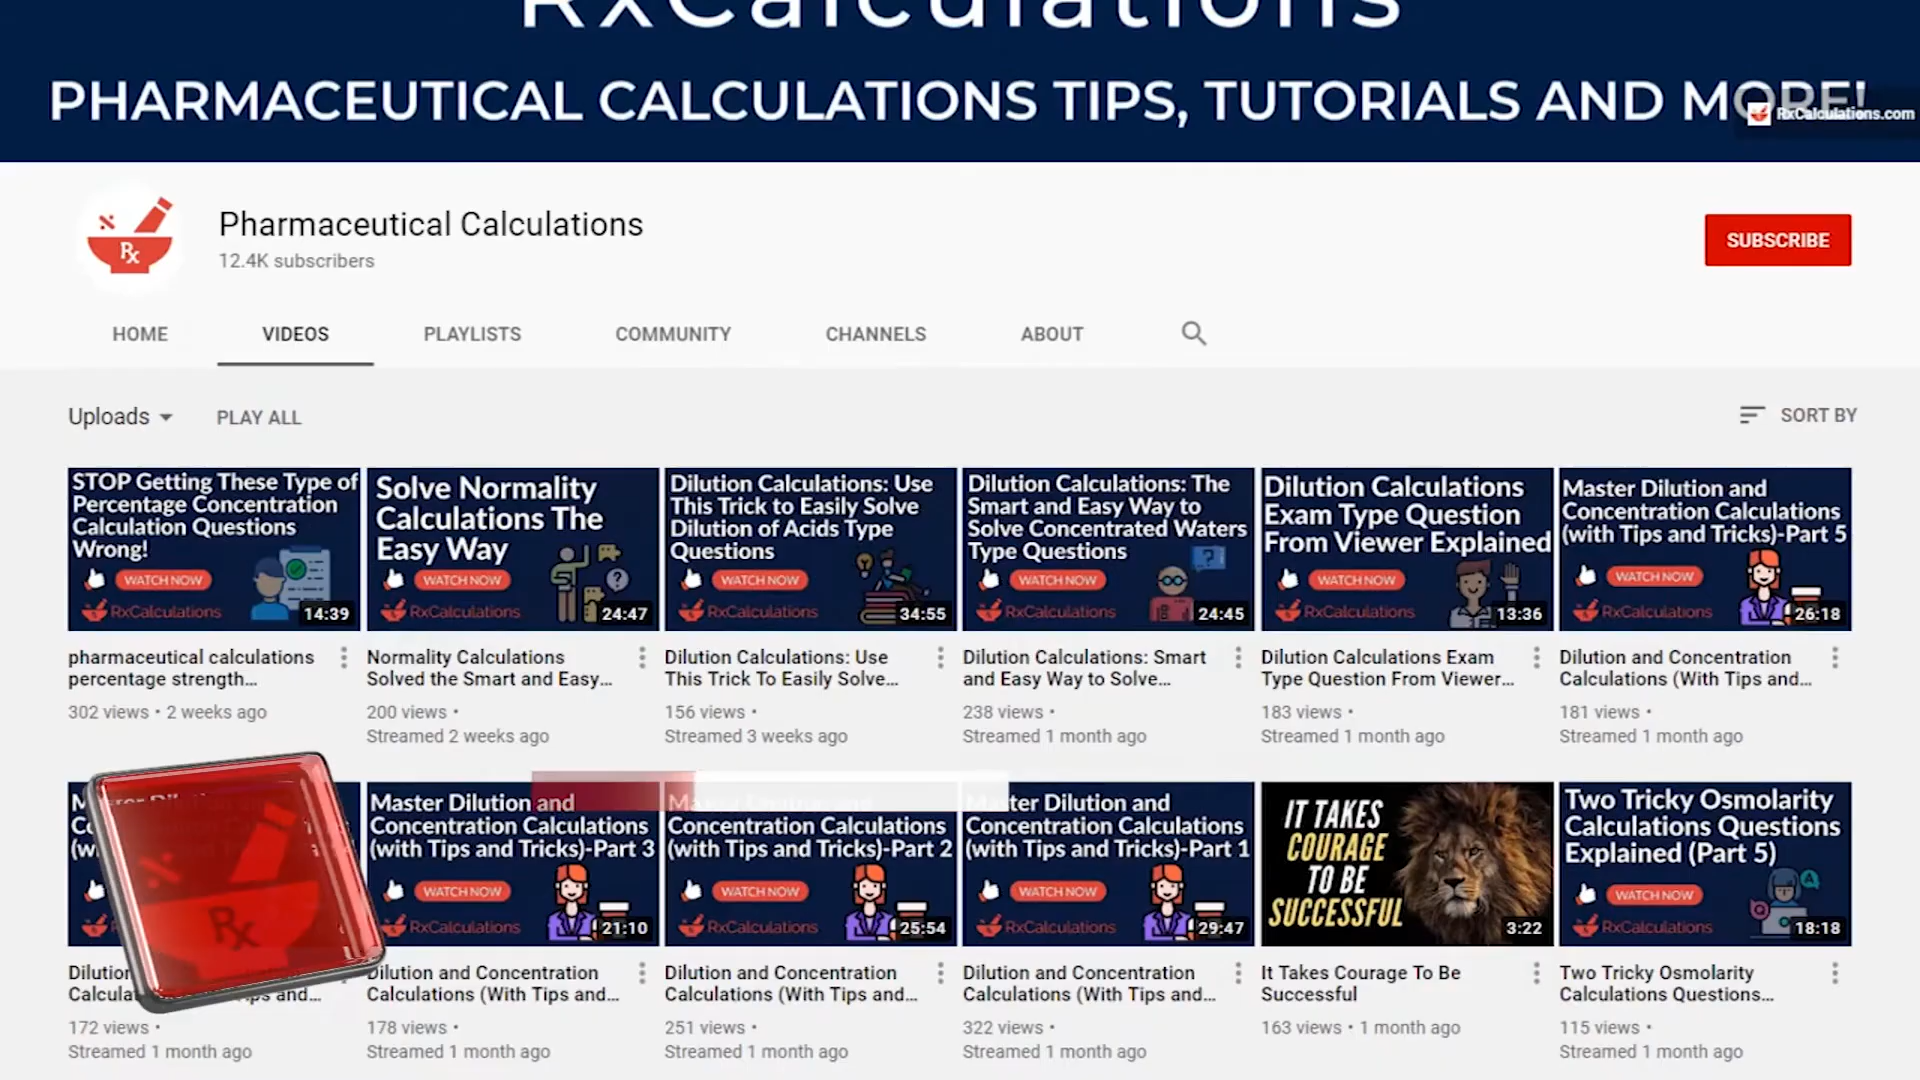 RxCalculations
PHARMACEUTICAL CALCULATIONS TIPS, TUTORIALS AND MORE!
RxCalculations.com
Pharmaceutical Calculations
12.4K subscribers
SUBSCRIBE
HOME
VIDEOS
PLAYLISTS
COMMUNITY
CHANNELS
ABOUT
Uploads
PLAY ALL
SORT BY
STOP Getting These Type of
Percentage Concentration
Calculation Questions
Wrong!
WATCH NOW
RxCalculations
14:39
Solve Normality
Calculations The
Easy Way
WATCH NOW
RxCalculations
24:47
Dilution Calculations: Use
This Trick to Easily Solve
Dilution of Acids Type
Questions
WATCH NOW
RxCalculations
34:55
Dilution Calculations: The
Smart and Easy Way to
Solve Concentrated Waters
Type Questions
WATCH NOW
RxCalculations
24:45
Dilution Calculations
Exam Type Question
From Viewer Explained
WATCH NOW
RxCalculations
13:36
Master Dilution and
Concentration Calculations
(with Tips and Tricks)-Part 5
WATCH NOW
RxCalculations
26:18
pharmaceutical calculations
percentage strength...
302 views • 2 weeks ago
Normality Calculations
Solved the Smart and Easy...
200 views •
Streamed 2 weeks ago
Dilution Calculations: Use
This Trick To Easily Solve...
156 views •
Streamed 3 weeks ago
Dilution Calculations: Smart
and Easy Way to Solve...
238 views •
Streamed 1 month ago
Dilution Calculations Exam
Type Question From Viewer...
183 views •
Streamed 1 month ago
Dilution and Concentration
Calculations (With Tips and...
181 views •
Streamed 1 month ago
Rx
Master Dilution and
Concentration Calculations
(with Tips and Tricks)-Part 3
WATCH NOW
RxCalculations
21:10
Concentration Calculations
(with Tips and Tricks)-Part 2
WATCH NOW
RxCalculations
25:54
Master Dilution and
Concentration Calculations
(with Tips and Tricks)-Part 1
WATCH NOW
RxCalculations
29:47
IT TAKES
COURAGE
TO BE
SUCCESSFUL
3:22
Two Tricky Osmolarity
Calculations Questions
Explained (Part 5)
WATCH NOW
RxCalculations
18:18
172 views •
Streamed 1 month ago
Dilution and Concentration
Calculations (With Tips and...
178 views •
Streamed 1 month ago
Dilution and Concentration
Calculations (With Tips and...
251 views •
Streamed 1 month ago
Dilution and Concentration
Calculations (With Tips and...
322 views •
Streamed 1 month ago
It Takes Courage To Be
Successful
163 views • 1 month ago
Two Tricky Osmolarity
Calculations Questions...
115 views •
Streamed 1 month ago